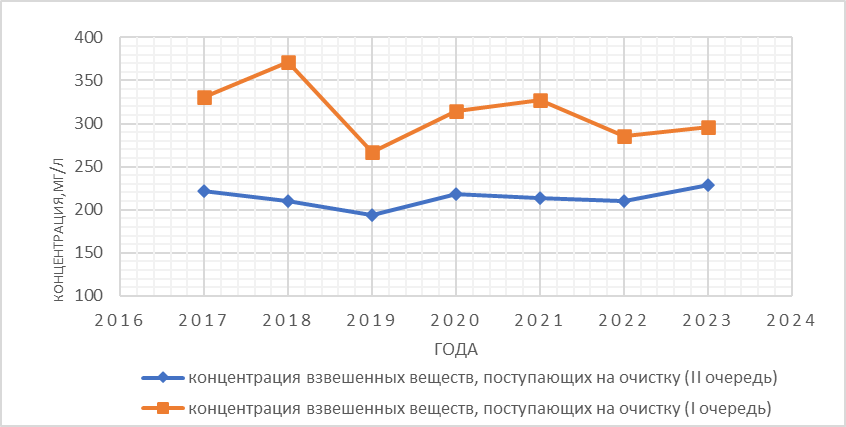 400
350
300
250
200
150
100
КОНЦЕНТРАЦИЯ,МГ/Л
2016 2017 2018 2019 2020 2021 2022 2023 2024
ГОДА
концентрация взвешенных веществ, поступающих на очистку (II очередь)
концентрация взвешенных веществ, поступающих на очистку (I очередь)